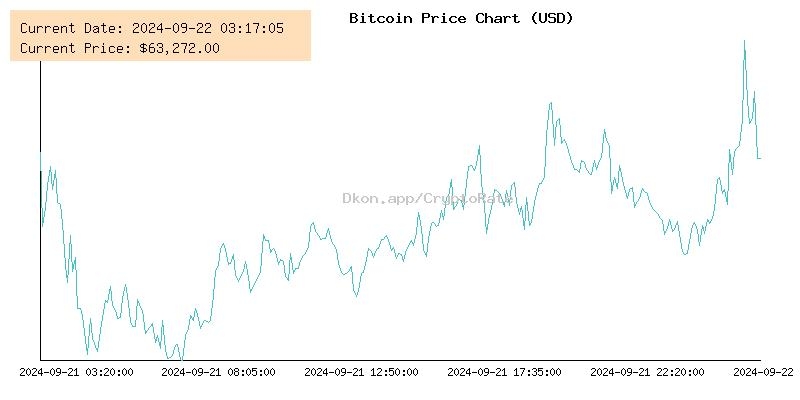 Bitcoin Price Chart (USD)
Current Date: 2024-09-22 03:17:05
Current Price: $63,272.00
Dkon.app/CryptoRate
2024-09-21 03:20:00
2024-09-21 08:05:00
2024-09-21 12:50:00
2024-09-21 17:35:00
2024-09-21 22:20:00
2024-09-22